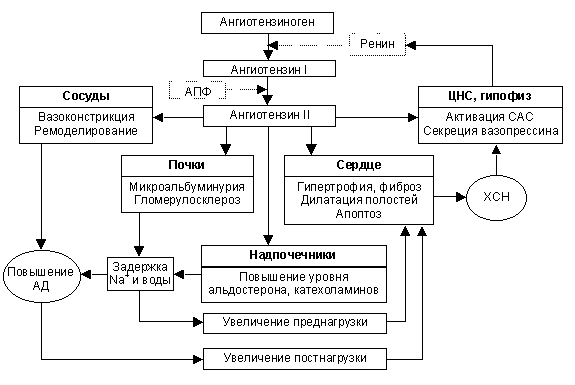 Ангиотензиноген
Ренин
Ангиотензин I
АПФ
Ангиотензин II
Сосуды
Вазоконстрикция
Ремоделирование
ЦНС, гипофиз
Активация САС
Секреция вазопрессина
Почки
Микроальбуминурия
Гломерулосклероз
Сердце
Гипертрофия, фиброз
Дилатация полостей
Апоптоз
ХСН
Надпочечники
Повышение уровня
альдостерона, катехоламинов
Задержка
Na⁺ и воды
Повышение
АД
Увеличение преднагрузки
Увеличение постнагрузки